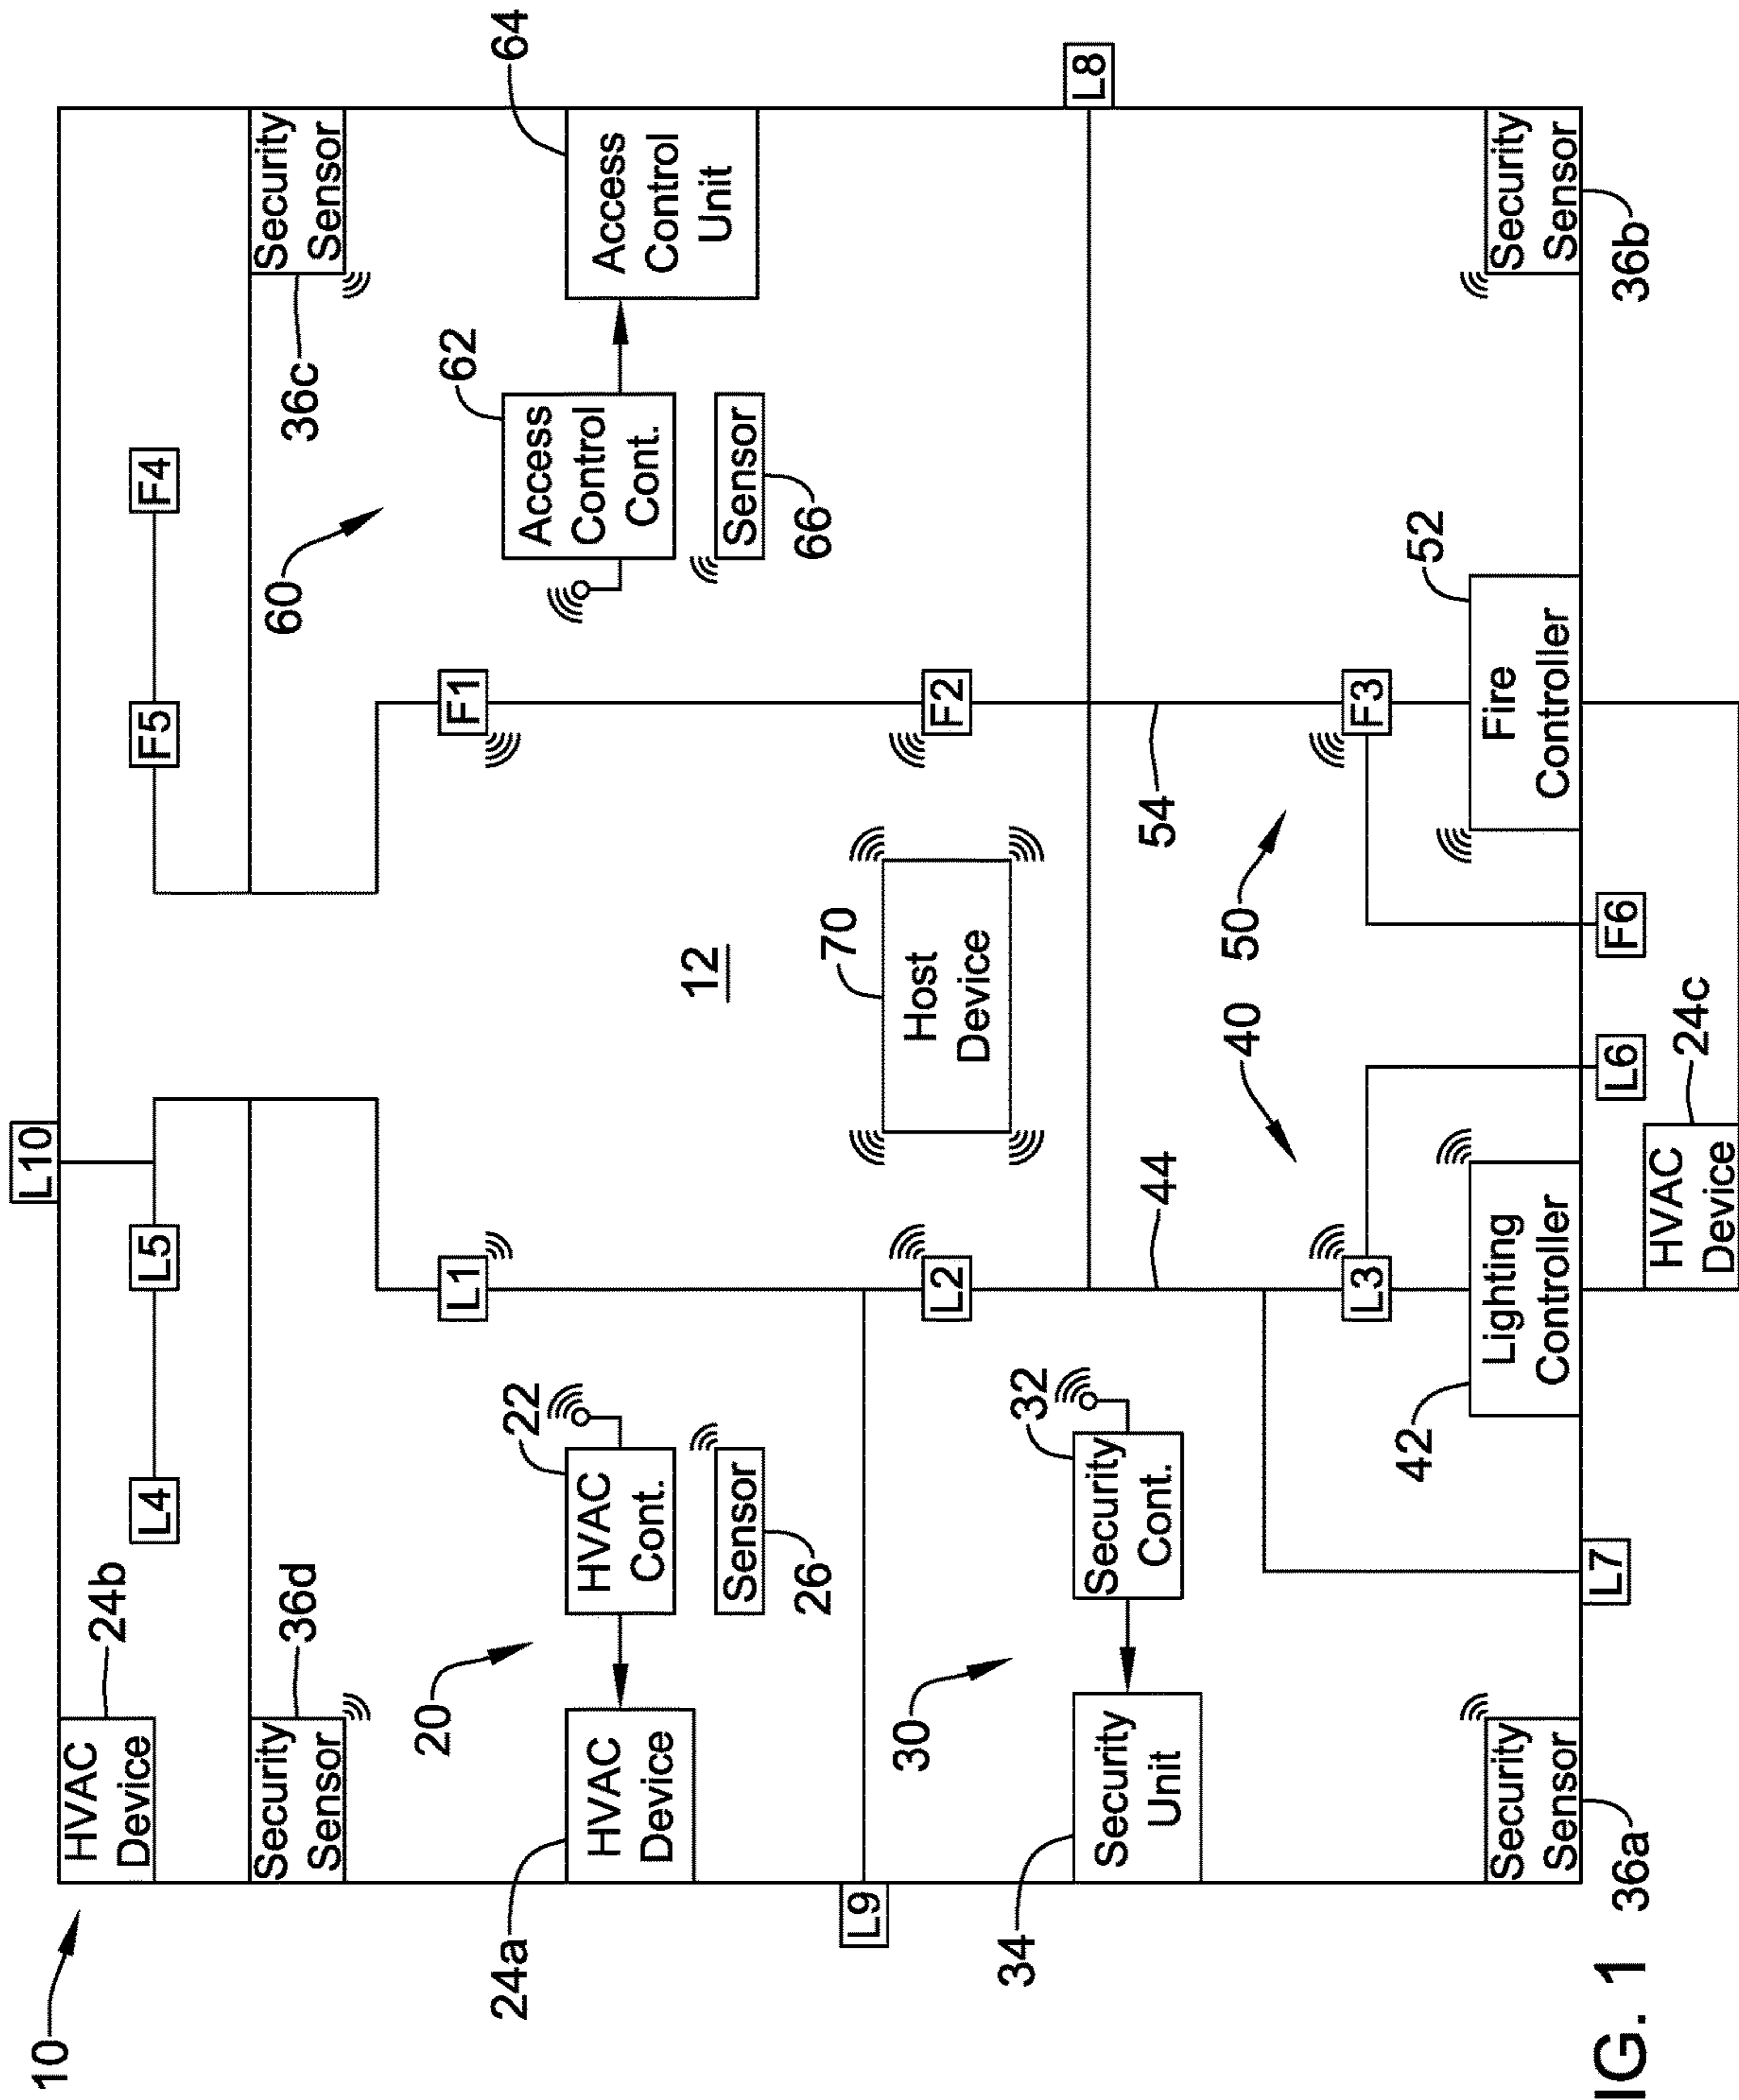 10
L10
HVAC
Device
24b
L4
L5
F5
F4
Security
Sensor
36d
Security
Sensor
36c
20
HVAC
Device
24a
HVAC
Cont.
22
Sensor
26
L1
F1
60
Access
Control
Cont.
62
Access
Control
Unit
64
Sensor
66
12
L9
L2
F2
Host
Device
70
30
Security
Unit
34
Security
Cont.
32
L8
44
54
40
50
L3
F3
Lighting
Controller
42
Fire
Controller
52
Security
Sensor
36a
Security
Sensor
36b
L7
L6
F6
HVAC
Device
24c
IG. 1